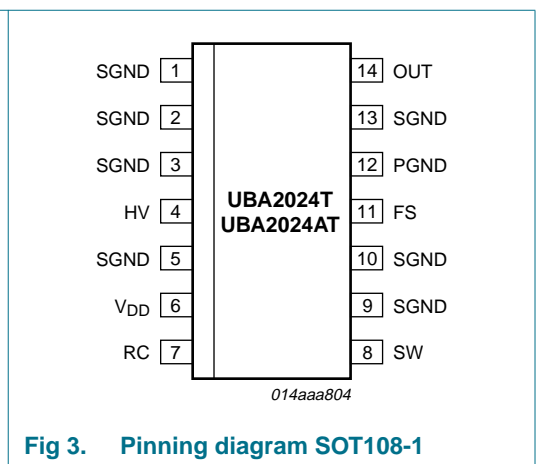 SGND 1 14 OUT
SGND 2 13 SGND
SGND 3 12 PGND
UBA2024T
HV 4 11 FS
UBA2024AT
SGND 5 10 SGND
VDD 6 9 SGND
RC 7 8 SW
014aaa804
Fig 3. Pinning diagram SOT108-1